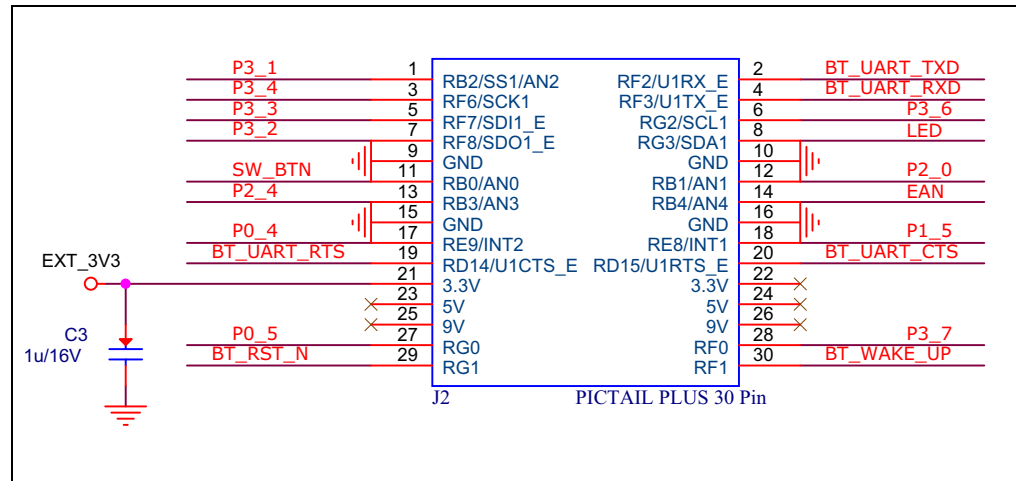 P3_1 1 RB2/SS1/AN2 RF2/U1RX_E 2 BT_UART_TXD
P3_4 3 RF6/SCK1 RF3/U1TX_E 4 BT_UART_RXD
P3_3 5 RF7/SDI1_E RG2/SCL1 6 P3_6
P3_2 7 RF8/SDO1_E RG3/SDA1 8 LED
9 GND GND 10
SW_BTN 11 RB0/AN0 RB1/AN1 12 P2_0
P2_4 13 RB3/AN3 RB4/AN4 14 EAN
15 GND GND 16
P0_4 17 RE9/INT2 RE8/INT1 18 P1_5
BT_UART_RTS 19 RD14/U1CTS_E RD15/U1RTS_E 20 BT_UART_CTS
EXT_3V3 21 3.3V 3.3V 22
23 5V 5V 24
25 9V 9V 26
C3
1u/16V
P0_5 27 RG0 RF0 28 P3_7
BT_RST_N 29 RG1 RF1 30 BT_WAKE_UP
J2 PICTAIL PLUS 30 Pin